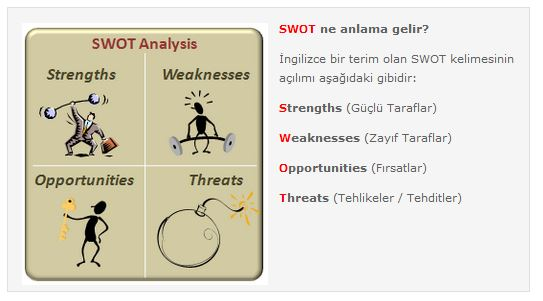 SWOT Analysis
Strengths
Weaknesses
Opportunities
Threats
SWOT ne anlama gelir?
İngilizce bir terim olan SWOT kelimesinin
açılımı aşağıdaki gibidir:
Strengths (Güçlü Taraflar)
Weaknesses (Zayıf Taraflar)
Opportunities (Fırsatlar)
Threats (Tehlikeler / Tehditler)